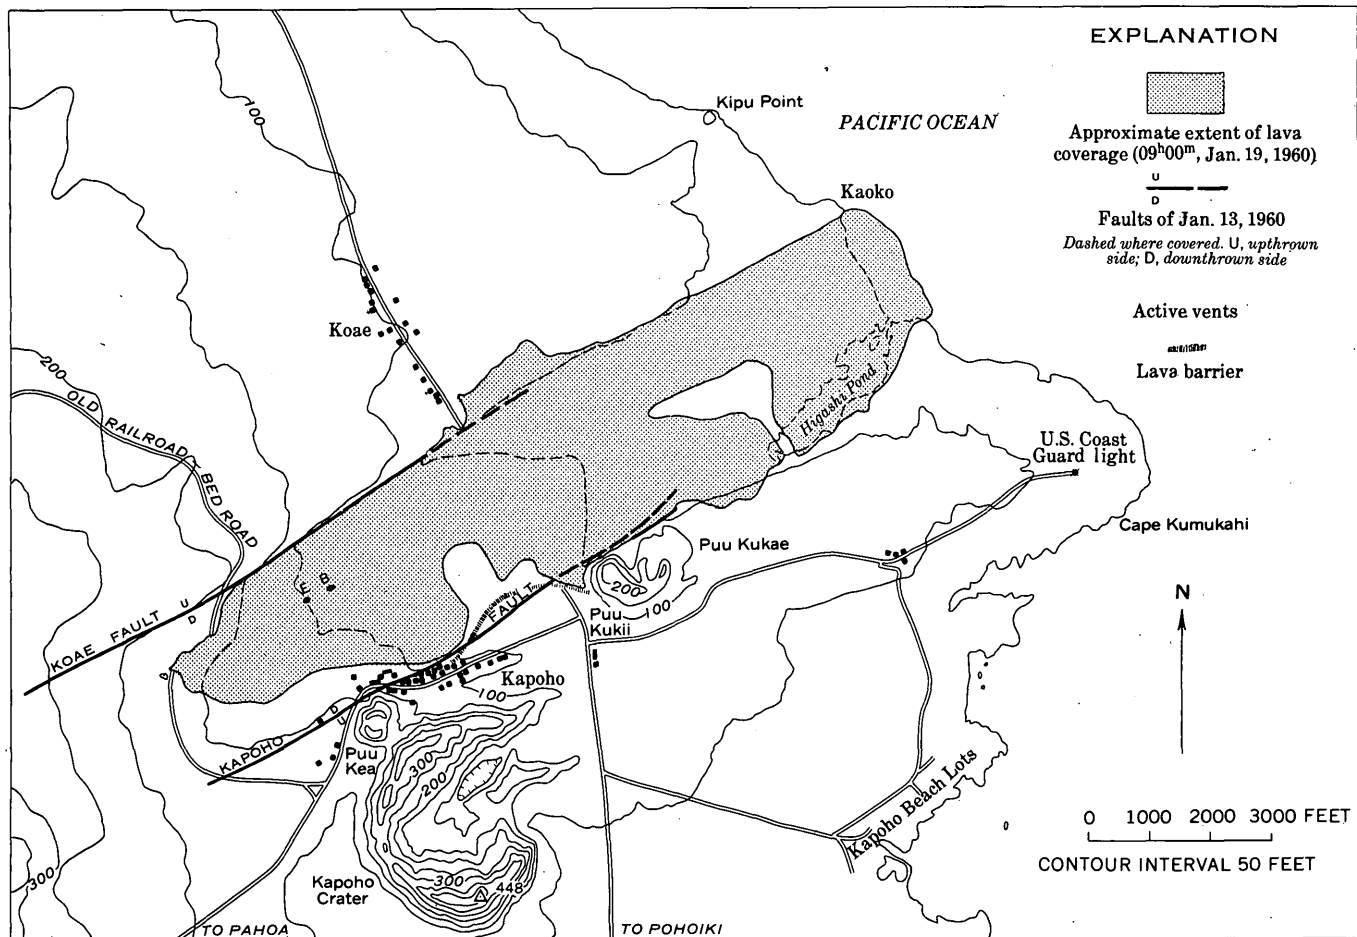 EXPLANATION
Approximate extent of lava
coverage (09h00m, Jan. 19, 1960)
U
D
Faults of Jan. 13, 1960
Dashed where covered. U, upthrown
side; D, downthrown side
Active vents
Lava barrier
Kipu Point
PACIFIC OCEAN
Kaoko
100
Koae
200
OLD RAILROAD BED ROAD
Higashi Pond
U.S. Coast
Guard light
Cape Kumukahi
Puu Kukae
200
100
Puu
Kukii
E
B
FAULT
KOAE FAULT
U
D
Kapoho
100
KAPOHO
D
U
Puu
Kea
300
200
Kapoho Beach Lots
N
0 1000 2000 3000 FEET
CONTOUR INTERVAL 50 FEET
300
Kapoho
Crater
300
448
TO PAHOA
TO POHOIKI